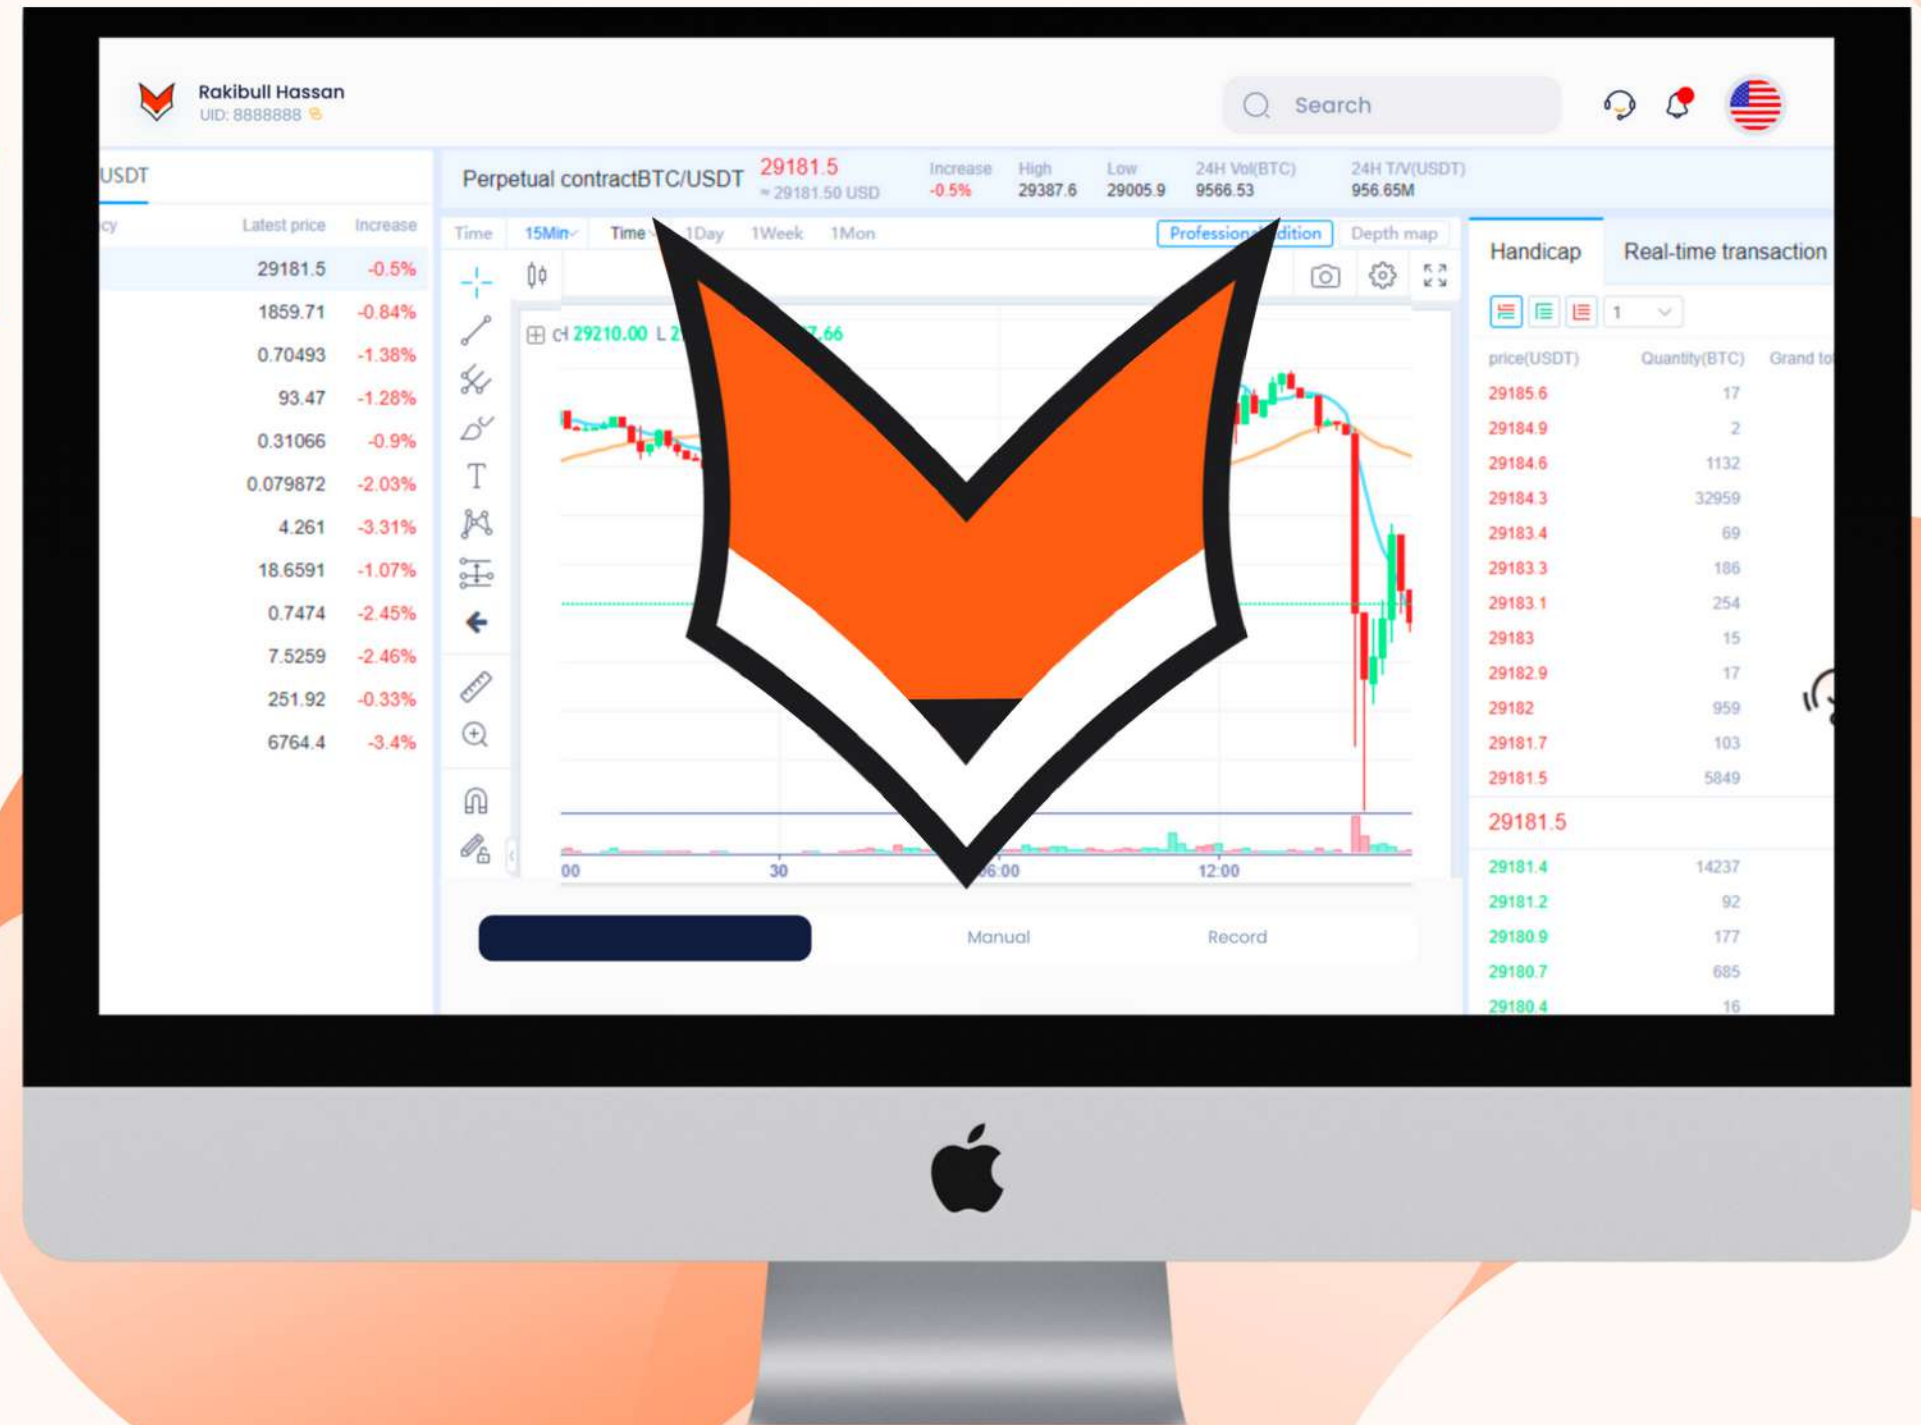 Rakibull Hassan
UID: 8888888
Search
USDT
Latest price Increase
29181.5 -0.5%
1859.71 -0.84%
0.70493 -1.38%
93.47 -1.28%
0.31066 -0.9%
0.079872 -2.03%
4.261 -3.31%
18.6591 -1.07%
0.7474 -2.45%
7.5259 -2.46%
251.92 -0.33%
6764.4 -3.4%
Perpetual contractBTC/USDT
29181.5
≈ 29181.50 USD
Increase
-0.5%
High
29387.6
Low
29005.9
24H Vol(BTC)
9566.53
24H T/V(USDT)
956.65M
Time 15Min Time 1Day 1Week 1Mon
Depth map
29210.00 L
00 30 12:00
Manual Record
Handicap Real-time transaction
1
price(USDT) Quantity(BTC) Grand
29185.6 17
29184.9 2
29184.6 1132
29184.3 32959
29183.4 69
29183.3 186
29183.1 254
29183 15
29182.9 17
29182 959
29181.7 103
29181.5 5849
29181.5
29181.4 14237
29181.2 92
29180.9 177
29180.7 685
29180.4 16